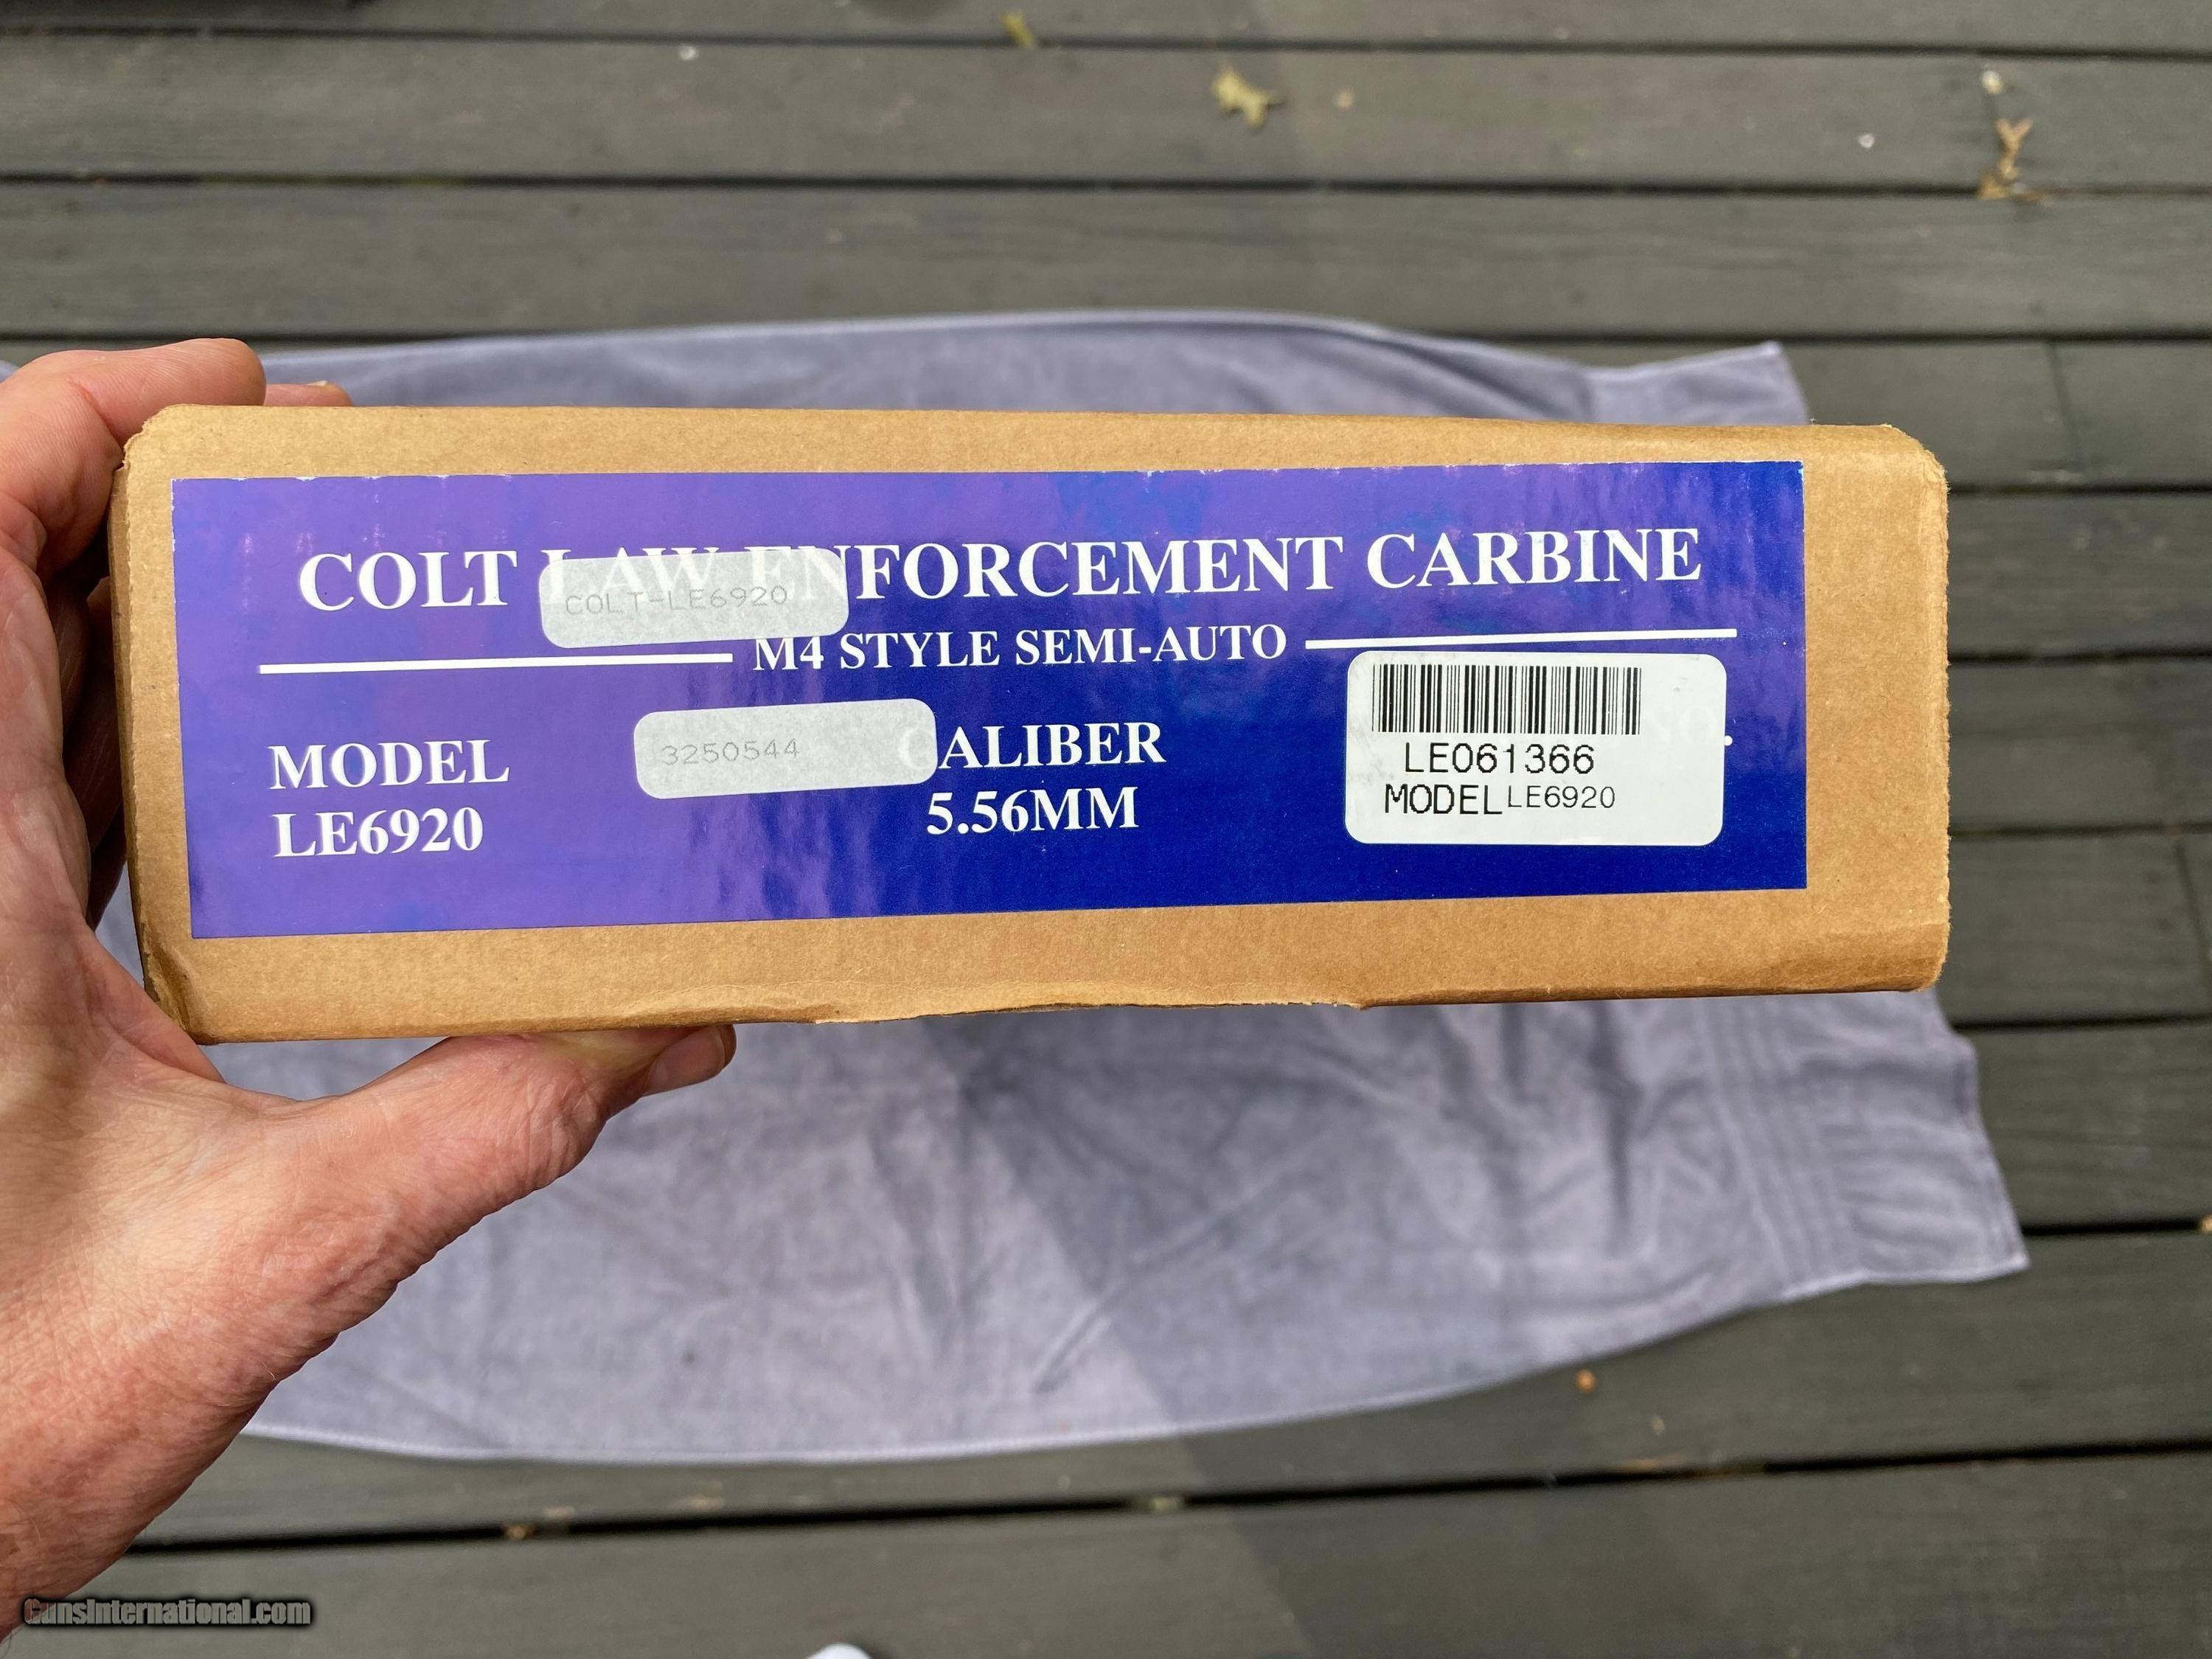 COLT LAW ENFORCEMENT CARBINE
COLT-LE6920
M4 STYLE SEMI-AUTO
MODEL
LE6920
3250544
CALIBER
5.56MM
LE061366
MODEL LE6920
GunsInternational.com